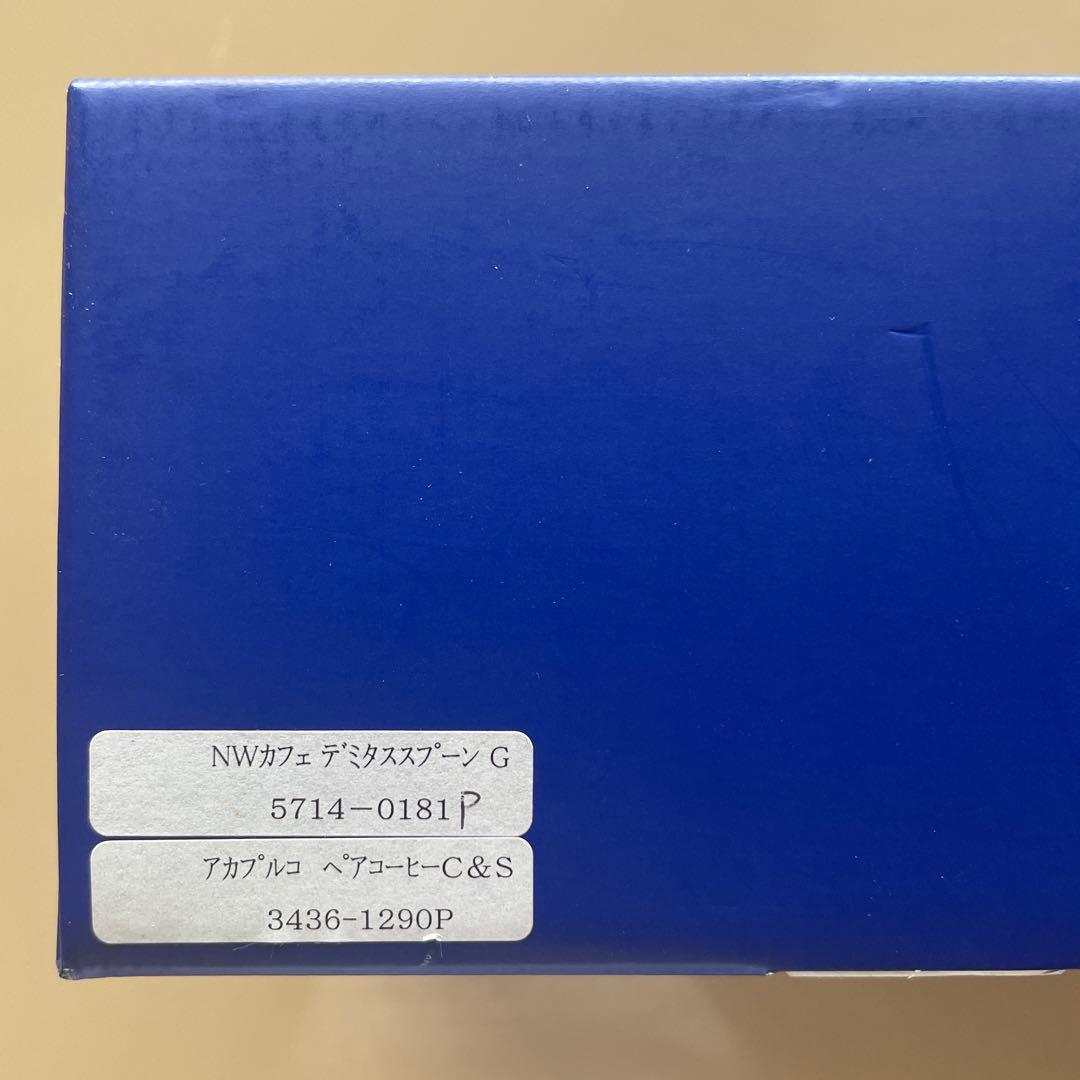 NWｶﾌｪ ﾃﾞﾐﾀｽｽﾌﾟｰﾝ G
5714−0181P
ｱｶﾌﾟﾙｺ　ﾍﾟｱｺｰﾋｰC＆S
3436-1290P